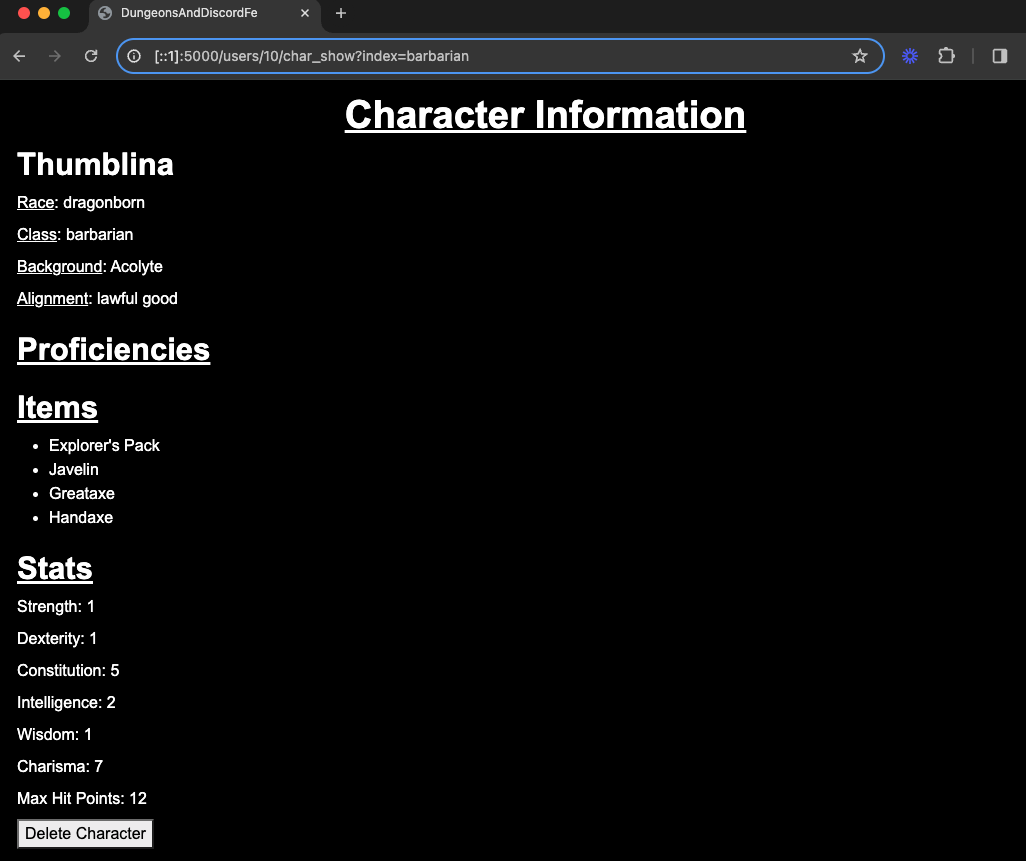 DungeonsAndDiscordFe
[::1]:5000/users/10/char_show?index=barbarian
Character Information
Thumblina
Race: dragonborn
Class: barbarian
Background: Acolyte
Alignment: lawful good
Proficiencies
Items
• Explorer's Pack
• Javelin
• Greataxe
• Handaxe
Stats
Strength: 1
Dexterity: 1
Constitution: 5
Intelligence: 2
Wisdom: 1
Charisma: 7
Max Hit Points: 12
Delete Character